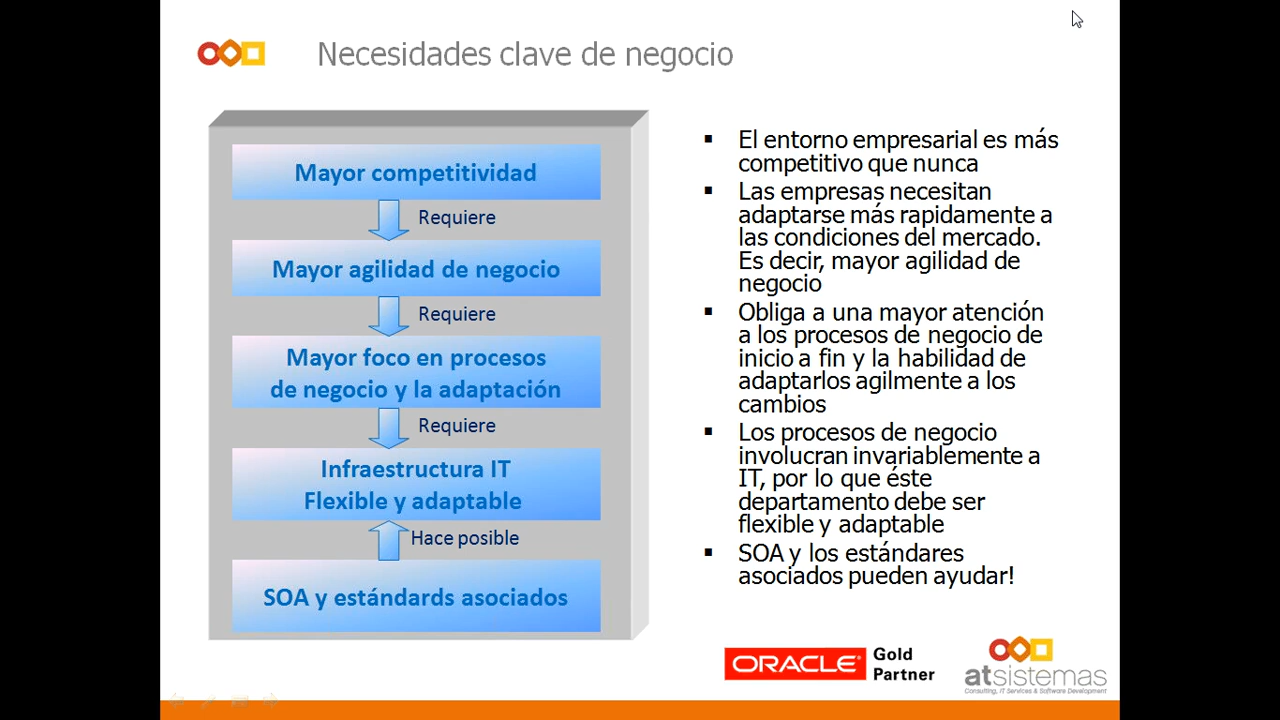 Necesidades clave de negocio
Mayor competitividad
Requiere
Mayor agilidad de negocio
Requiere
Mayor foco en procesos
de negocio y la adaptación
Requiere
Infraestructura IT
Flexible y adaptable
Hace posible
SOA y estándards asociados
El entorno empresarial es más
competitivo que nunca
Las empresas necesitan
adaptarse más rapidamente a
las condiciones del mercado.
Es decir, mayor agilidad de
negocio
Obliga a una mayor atención
a los procesos de negocio de
inicio a fin y la habilidad de
adaptarlos agilmente a los
cambios
Los procesos de negocio
involucran invariablemente a
IT, por lo que éste
departamento debe ser
flexible y adaptable
SOA y los estándares
asociados pueden ayudar!
ORACLE
Gold
Partner
atsistemas
Consulting, IT Services & Software Development